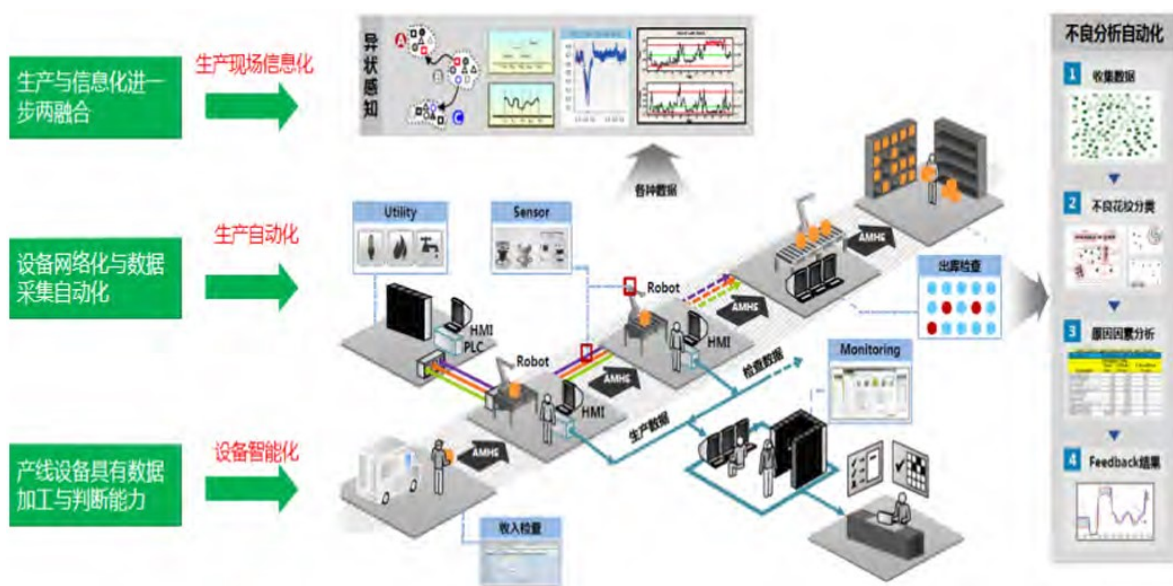 生产与信息化进一
步两融合
生产现场信息化
异状感知
A
B
C
各种数据
设备网络化与数据
采集自动化
生产自动化
Utility
Sensor
Robot
HMI
PLC
Robot
HMI
HMI
AMHS
AMHS
AMHS
AMHS
AMHS
出库检查
检查数据
生产数据
Monitoring
产线设备具有数据
加工与判断能力
设备智能化
收入检量
不良分析自动化
1 收集数据
2 不良花纹分类
3 原因因素分析
4 Feedback结果